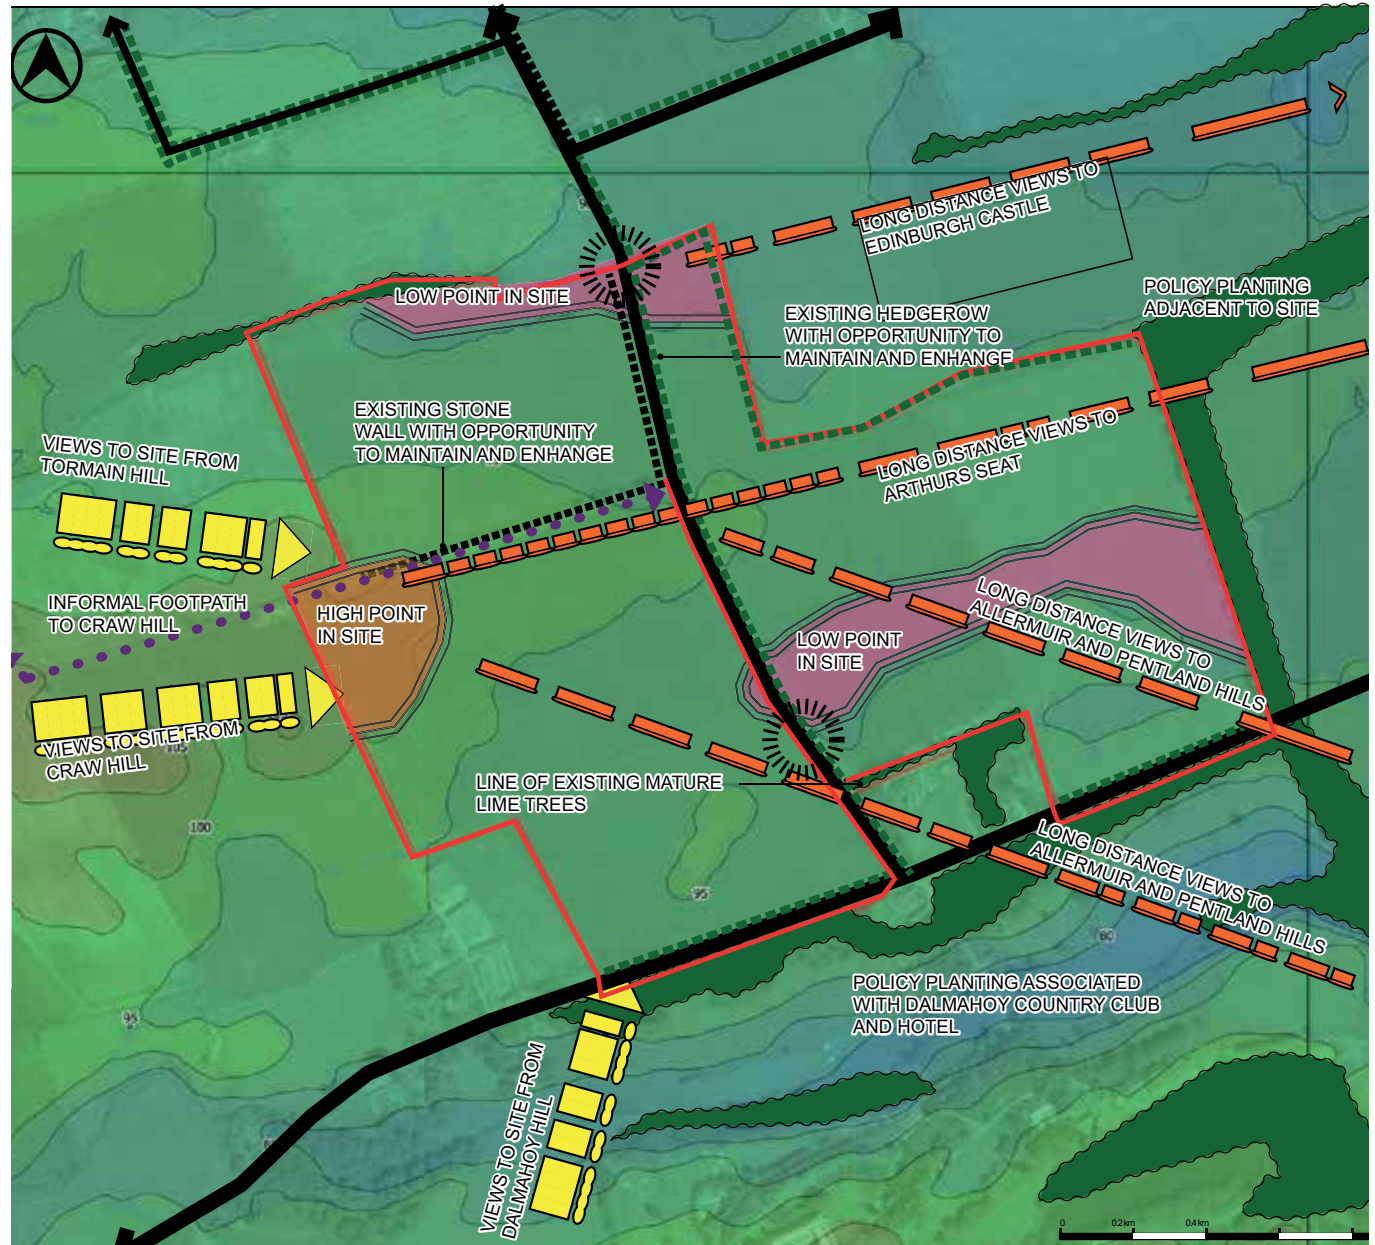 LONG DISTANCE VIEWS TO
EDINBURGH CASTLE
LOW POINT IN SITE
POLICY PLANTING
ADJACENT TO SITE
EXISTING HEDGEROW
WITH OPPORTUNITY TO
MAINTAIN AND ENHANGE
EXISTING STONE
WALL WITH OPPORTUNITY
TO MAINTAIN AND ENHANGE
VIEWS TO SITE FROM
TORMAIN HILL
LONG DISTANCE VIEWS TO
ARTHURS SEAT
INFORMAL FOOTPATH
TO CRAW HILL
HIGH POINT
IN SITE
LONG DISTANCE VIEWS TO
ALLERMUIR AND PENTLAND HILLS
LOW POINT
IN SITE
VIEWS TO SITE FROM
CRAW HILL
105
LINE OF EXISTING MATURE
LIME TREES
100
LONG DISTANCE VIEWS TO
ALLERMUIR AND PENTLAND HILLS
95
80
POLICY PLANTING ASSOCIATED
WITH DALMAHOY COUNTRY CLUB
AND HOTEL
95
VIEWS TO SITE FROM
DALMAHOY HILL
0 0.2km 0.4km